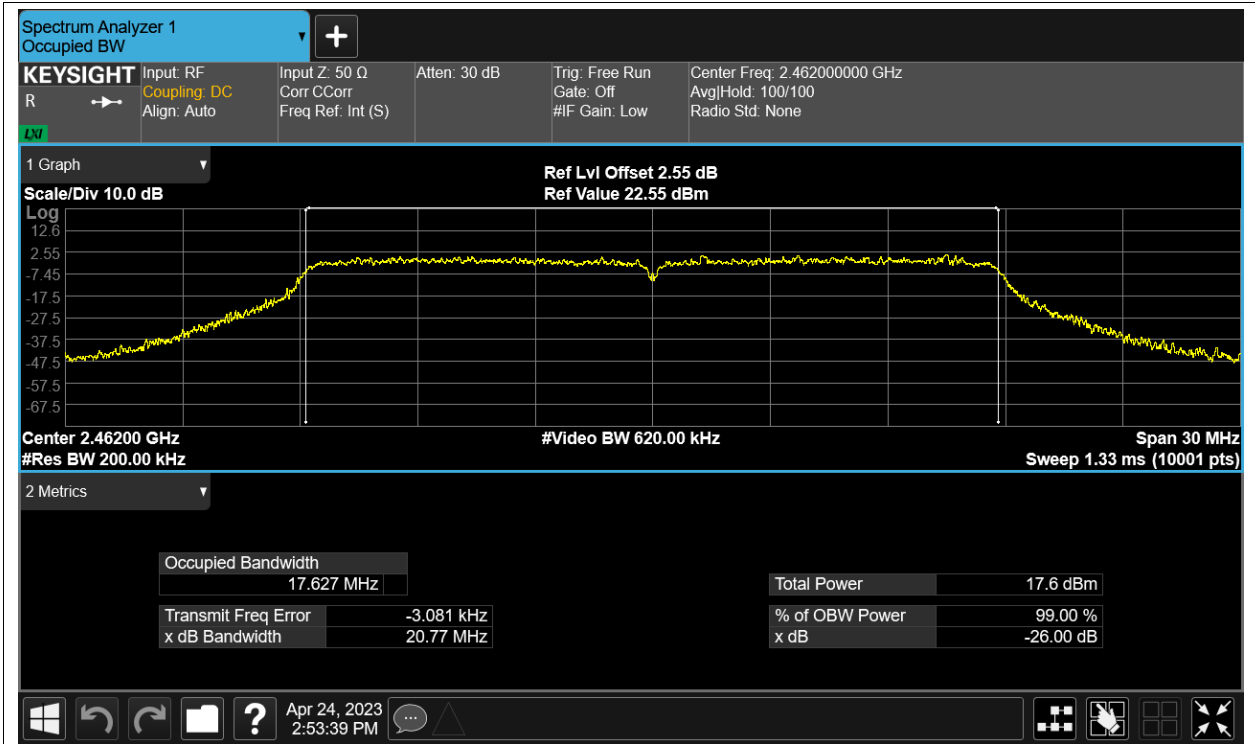 Spectrum Analyzer 1
Occupied BW
KEYSIGHT Input: RF Input Z: 50 Ω Atten: 30 dB Trig: Free Run Center Freq: 2.462000000 GHz
R Coupling: DC Corr CCorr Gate: Off Avg|Hold: 100/100
Align: Auto Freq Ref: Int (S) #IF Gain: Low Radio Std: None
LXI
1 Graph
Ref Lvl Offset 2.55 dB
Scale/Div 10.0 dB Ref Value 22.55 dBm
Log
12.6
2.55
-7.45
-17.5
-27.5
-37.5
-47.5
-57.5
-67.5
Center 2.46200 GHz #Video BW 620.00 kHz Span 30 MHz
#Res BW 200.00 kHz Sweep 1.33 ms (10001 pts)
2 Metrics
Occupied Bandwidth
17.627 MHz Total Power 17.6 dBm
Transmit Freq Error -3.081 kHz % of OBW Power 99.00 %
x dB Bandwidth 20.77 MHz x dB -26.00 dB
? Apr 24, 2023
2:53:39 PM